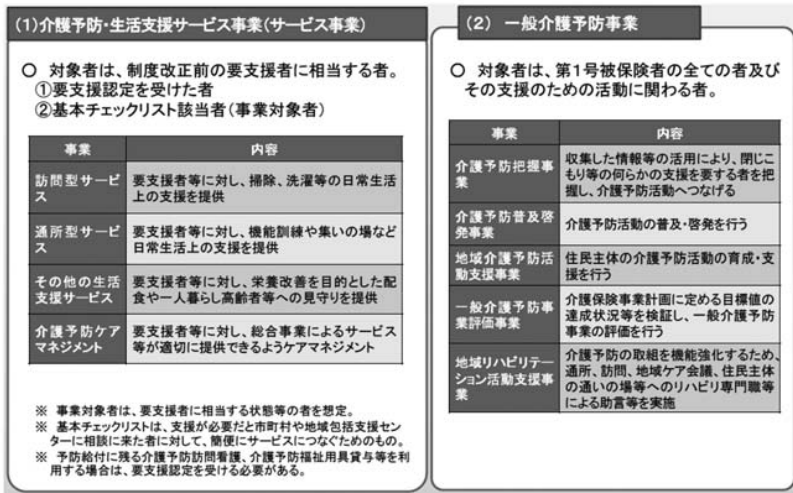 (1)介護予防・生活支援サービス事業(サービス事業)
○ 対象者は、制度改正前の要支援者に相当する者。
①要支援認定を受けた者
②基本チェックリスト該当者(事業対象者)
事業
内容
訪問型サービ
ス
要支援者等に対し、掃除、洗濯等の日常生活
上の支援を提供
通所型サービ
ス
要支援者等に対し、機能訓練や集いの場など
日常生活上の支援を提供
その他の生活
支援サービス
要支援者等に対し、栄養改善を目的とした配
食や一人暮らし高齢者等への見守りを提供
介護予防ケア
マネジメント
要支援者等に対し、総合事業によるサービス
等が適切に提供できるようケアマネジメント
※ 事業対象者は、要支援者に相当する状態等の者を想定。
※ 基本チェックリストは、支援が必要だと市町村や地域包括支援セン
ターに相談に来た者に対して、簡便にサービスにつなぐためのもの。
※ 予防給付に残る介護予防訪問看護、介護予防福祉用具貸与等を利
用する場合は、要支援認定を受ける必要がある。
(2) 一般介護予防事業
○ 対象者は、第1号被保険者の全ての者及び
その支援のための活動に関わる者。
事業
内容
介護予防把握事
業
収集した情報等の活用により、閉じこ
もり等の何らかの支援を要する者を把
握し、介護予防活動へつなげる
介護予防普及啓
発事業
介護予防活動の普及・啓発を行う
地域介護予防活
動支援事業
住民主体の介護予防活動の育成・支
援を行う
一般介護予防事
業評価事業
介護保険事業計画に定める目標値の
達成状況等を検証し、一般介護予防
事業の評価を行う
地域リハビリテー
ション活動支援事
業
介護予防の取組を機能強化するため、
通所、訪問、地域ケア会議、住民主体
の通いの場等へのリハビリ専門職等
による助言等を実施